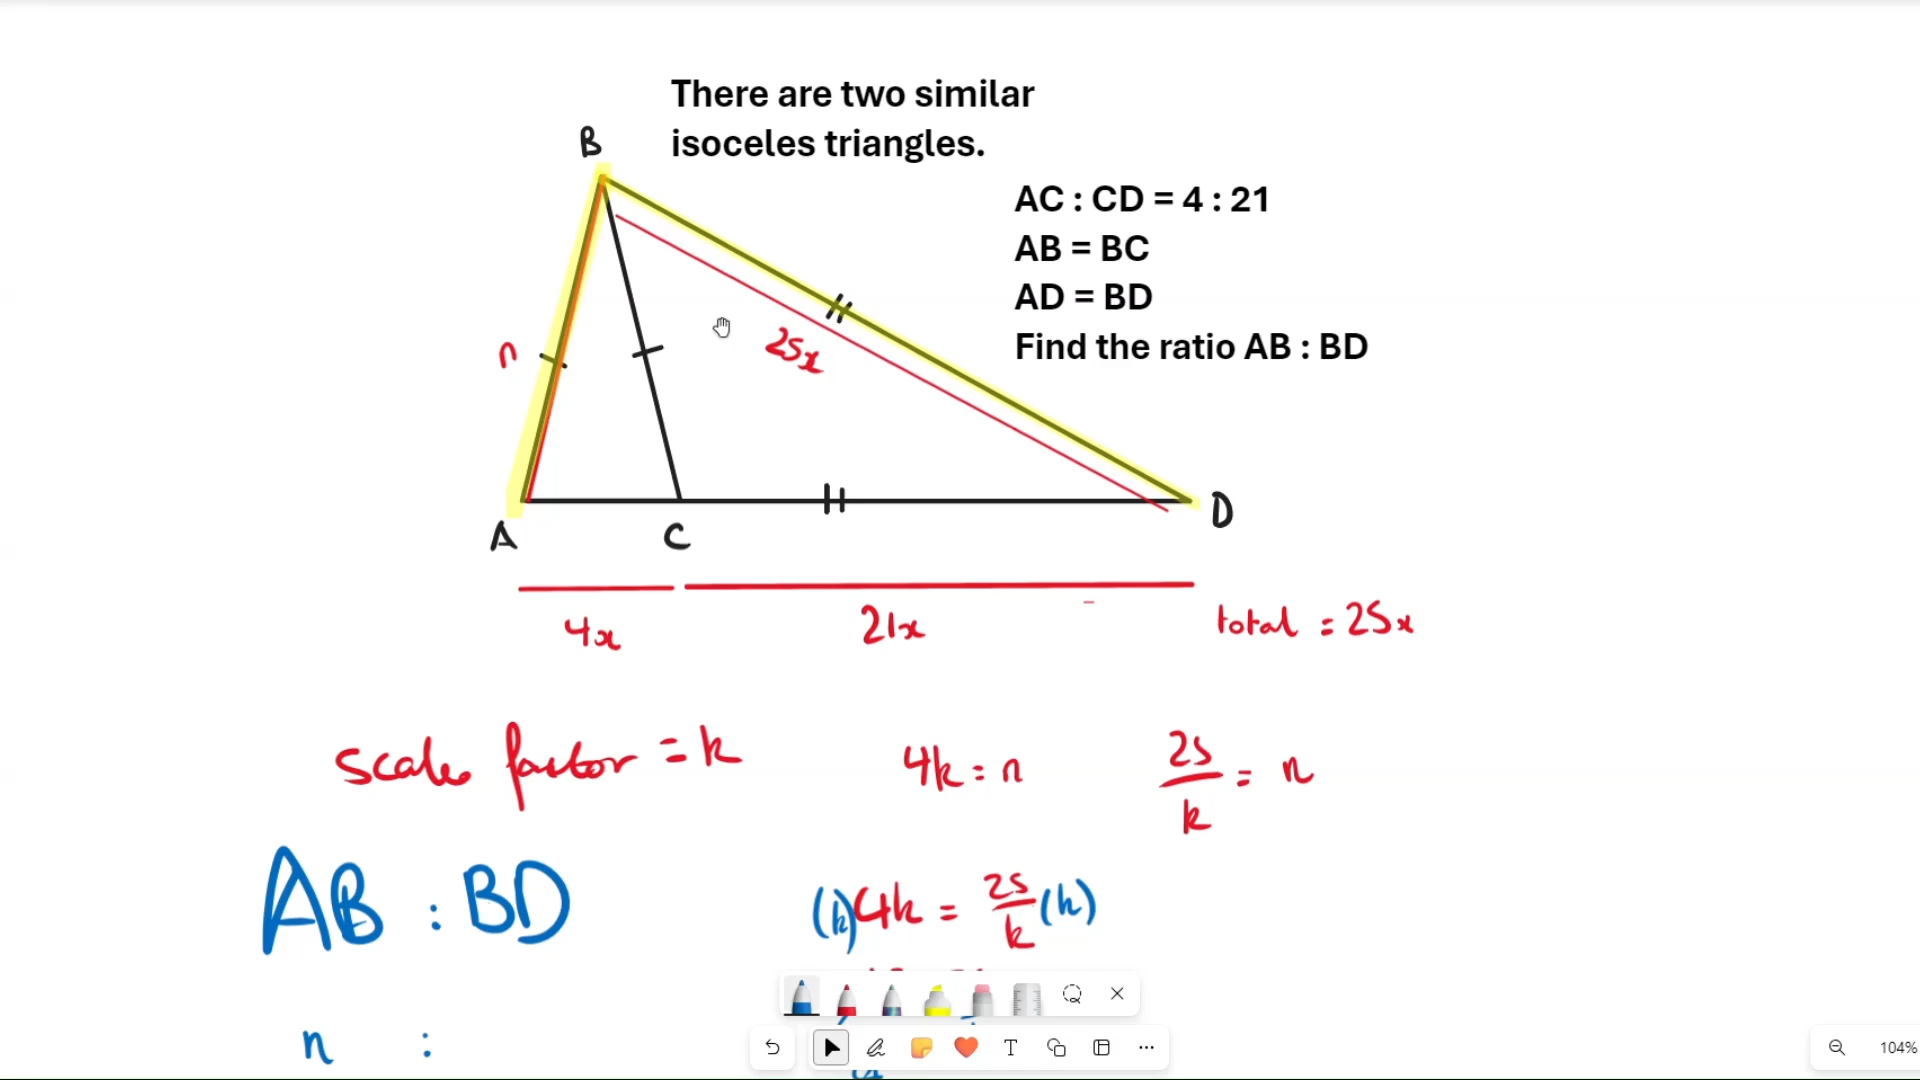 There are two similar
isoceles triangles.
B
AC : CD = 4 : 21
AB = BC
AD = BD
Find the ratio AB : BD
n
25x
A
C
D
4x
21x
total = 25x
scale factor = k
4k = n
25/k = n
AB : BD
(k)4k = 25/k (k)
n :
T
104%